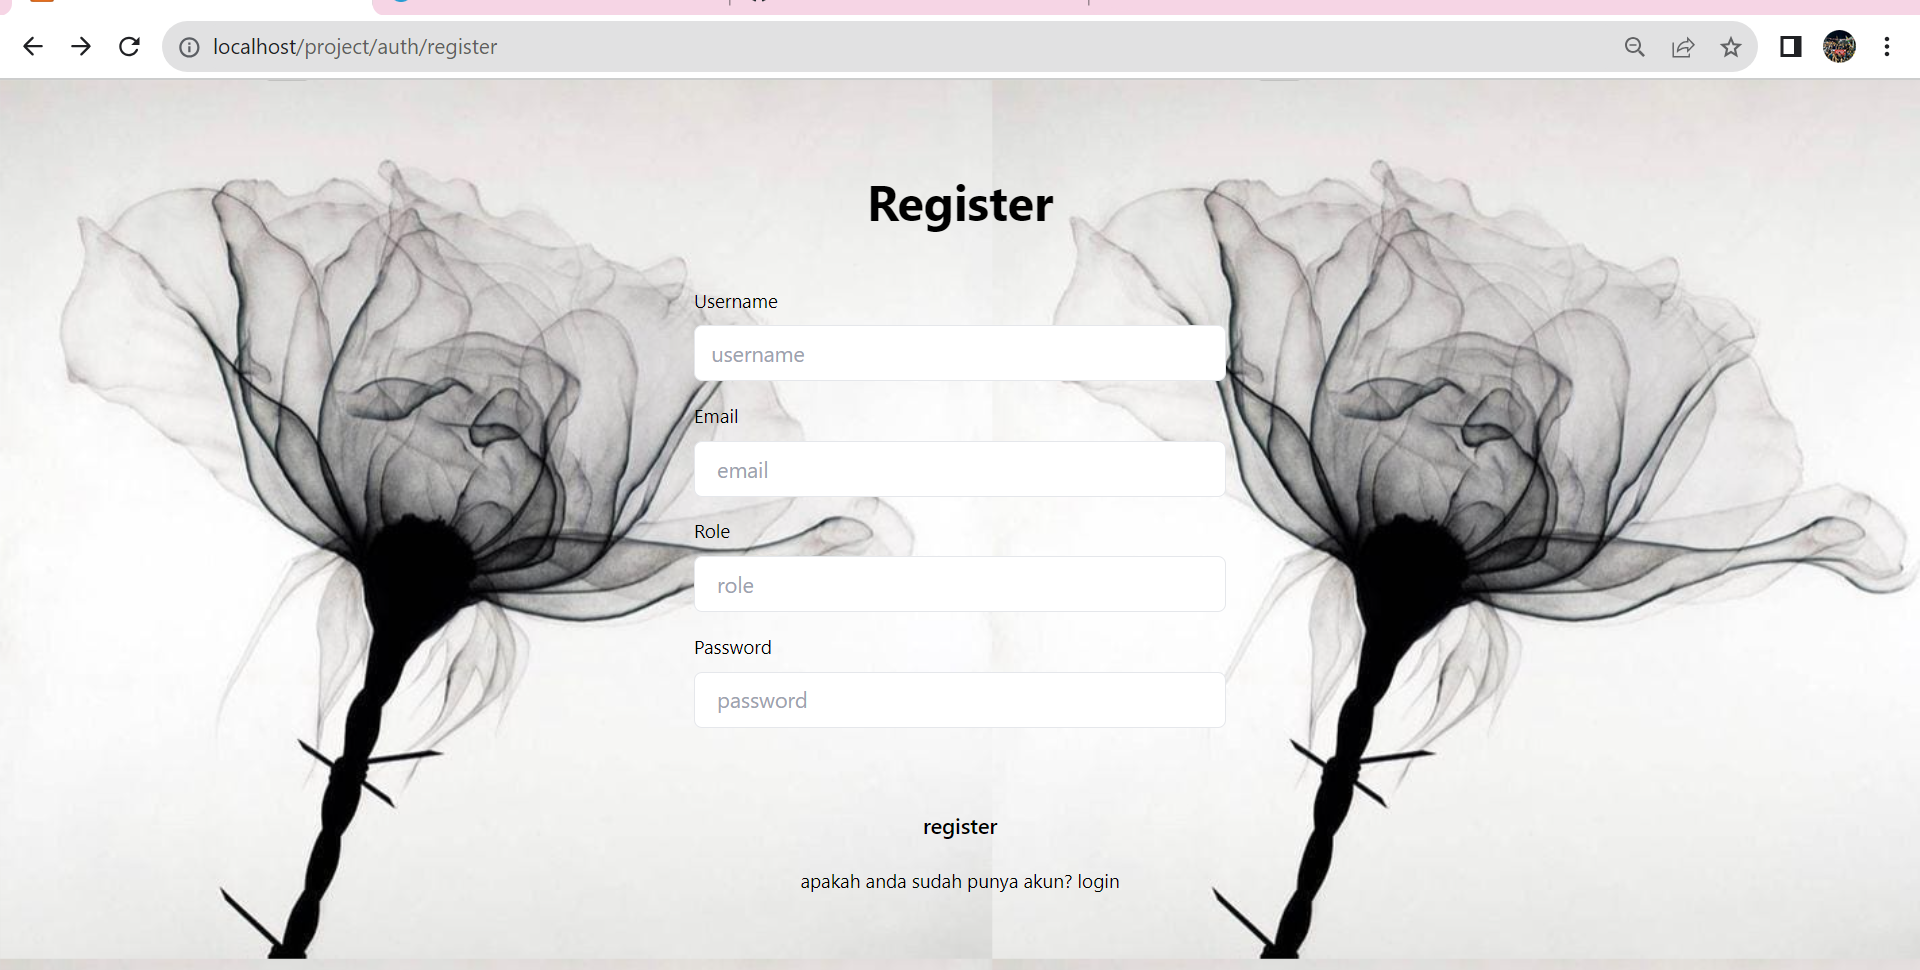 localhost/project/auth/register
Register
Username
username
Email
email
Role
role
Password
password
register
apakah anda sudah punya akun? login